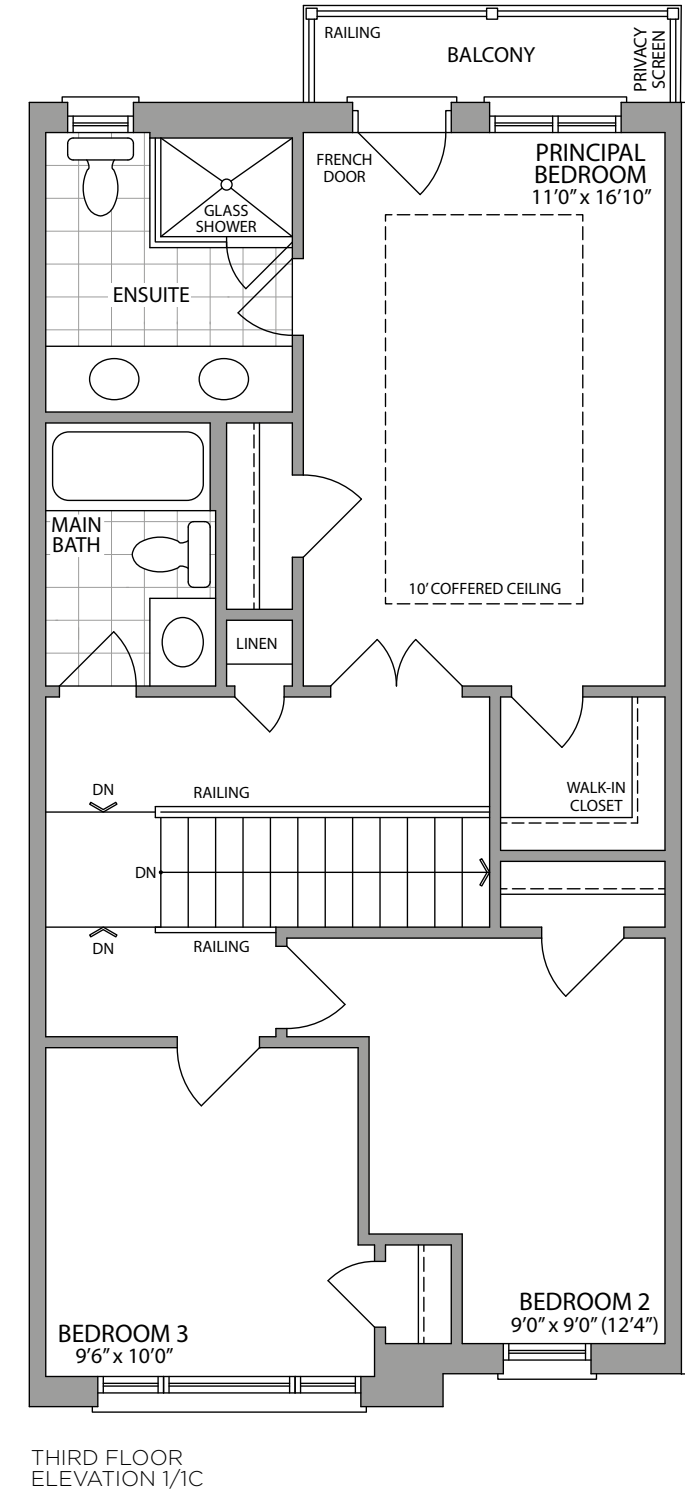 RAILING
BALCONY
PRIVACY
SCREEN
FRENCH
DOOR
PRINCIPAL
BEDROOM
11'0” x 16'10”
GLASS
SHOWER
ENSUITE
MAIN
BATH
10' COFFERED CEILING
LINEN
DN
RAILING
WALK-IN
CLOSET
DN
DN
RAILING
BEDROOM 2
9'0” x 9'0” (12'4”)
BEDROOM 3
9'6” x 10'0”
THIRD FLOOR
ELEVATION 1/1C